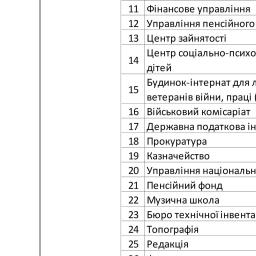 11 Фінансове управління
12 Управління пенсійного
13 Центр зайнятості
Центр соціально-психо
14
дітей
Будинок-інтернат для л
15
ветеранів війни, праці (
16 Військовий комісаріат
17 Державна податкова ін
18 Прокуратура
19 Казначейство
20 Управління національн
21 Пенсійний фонд
22 Музична школа
23 Бюро технічної інвента
24 Топографія
25 Редакція